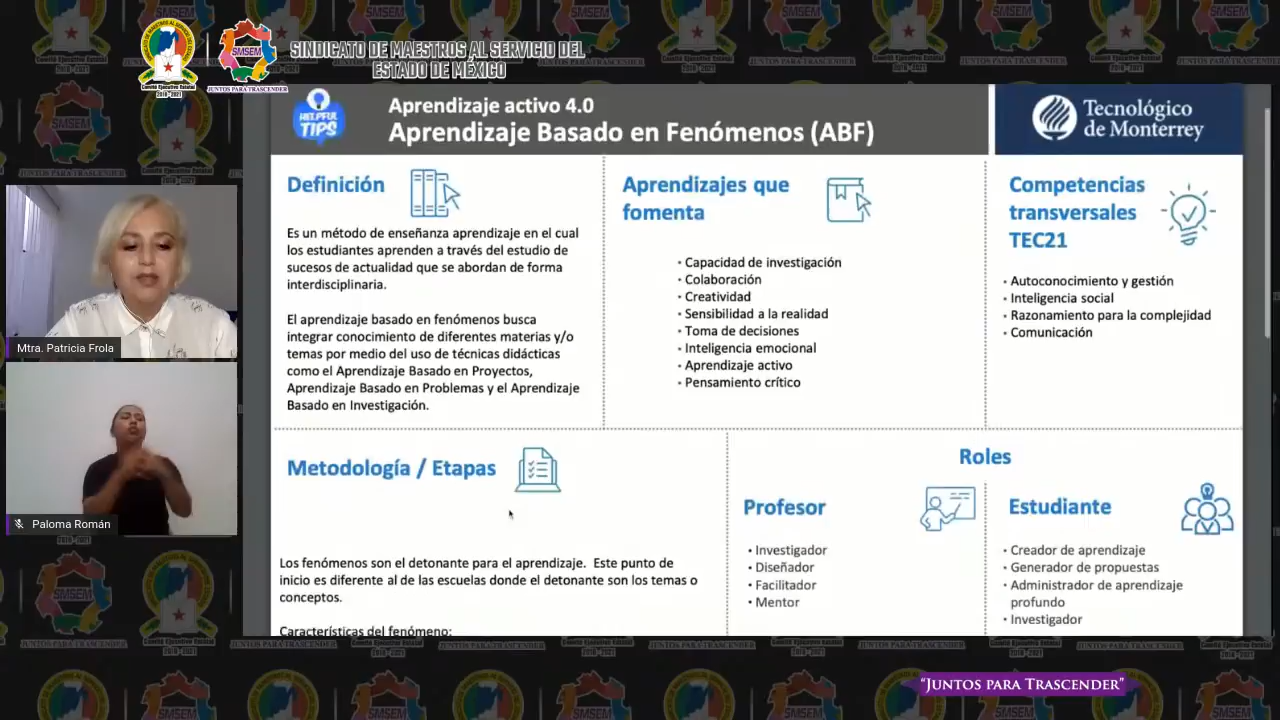 SINDICATO DE MAESTROS AL SERVICIO DEL
ESTADO DE MÉXICO
SMSEM
JUNTOS PARA TRASCENDER
Comité Ejecutivo Estatal
2018 - 2021
HELPFUL
TIPS
Aprendizaje activo 4.0
Aprendizaje Basado en Fenómenos (ABF)
Tecnológico
de Monterrey
Definición
Es un método de enseñanza aprendizaje en el cual
los estudiantes aprenden a través del estudio de
sucesos de actualidad que se abordan de forma
interdisciplinaria.
El aprendizaje basado en fenómenos busca
integrar conocimiento de diferentes materias y/o
temas por medio del uso de técnicas didácticas
como el Aprendizaje Basado en Proyectos,
Aprendizaje Basado en Problemas y el Aprendizaje
Basado en Investigación.
Aprendizajes que
fomenta
• Capacidad de investigación
• Colaboración
• Creatividad
• Sensibilidad a la realidad
• Toma de decisiones
• Inteligencia emocional
• Aprendizaje activo
• Pensamiento crítico
Competencias
transversales
TEC21
• Autoconocimiento y gestión
• Inteligencia social
• Razonamiento para la complejidad
• Comunicación
Mtra. Patricia Frola
Paloma Román
Metodología / Etapas
Los fenómenos son el detonante para el aprendizaje. Este punto de
inicio es diferente al de las escuelas donde el detonante son los temas o
conceptos.
Características del fenómeno:
Roles
Profesor
• Investigador
• Diseñador
• Facilitador
• Mentor
Estudiante
• Creador de aprendizaje
• Generador de propuestas
• Administrador de aprendizaje
profundo
• Investigador
“JUNTOS PARA TRASCENDER”